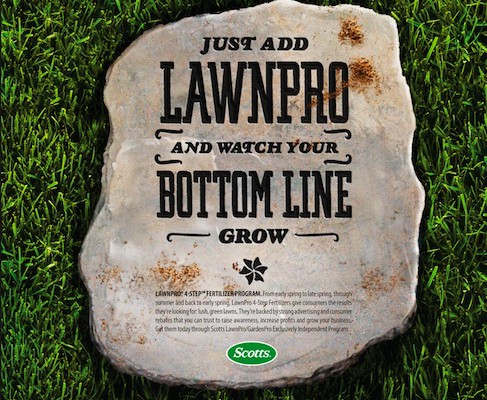 JUST ADD
LAWNPRO
AND WATCH YOUR
BOTTOM LINE
GROW
LAWNPRO® 4-STEP™ FERTILIZER PROGRAM. From early spring to late spring, through
summer and back to early spring. LawnPro 4-Step Fertilizers give consumers the results
they're looking for: lush, green lawns. They're backed by strong advertising and consumer
rebates that you can trust to raise awareness, increase profits and grow your business.
Get them today through Scotts LawnPro/GardenPro Exclusively Independent Program.
Scotts.